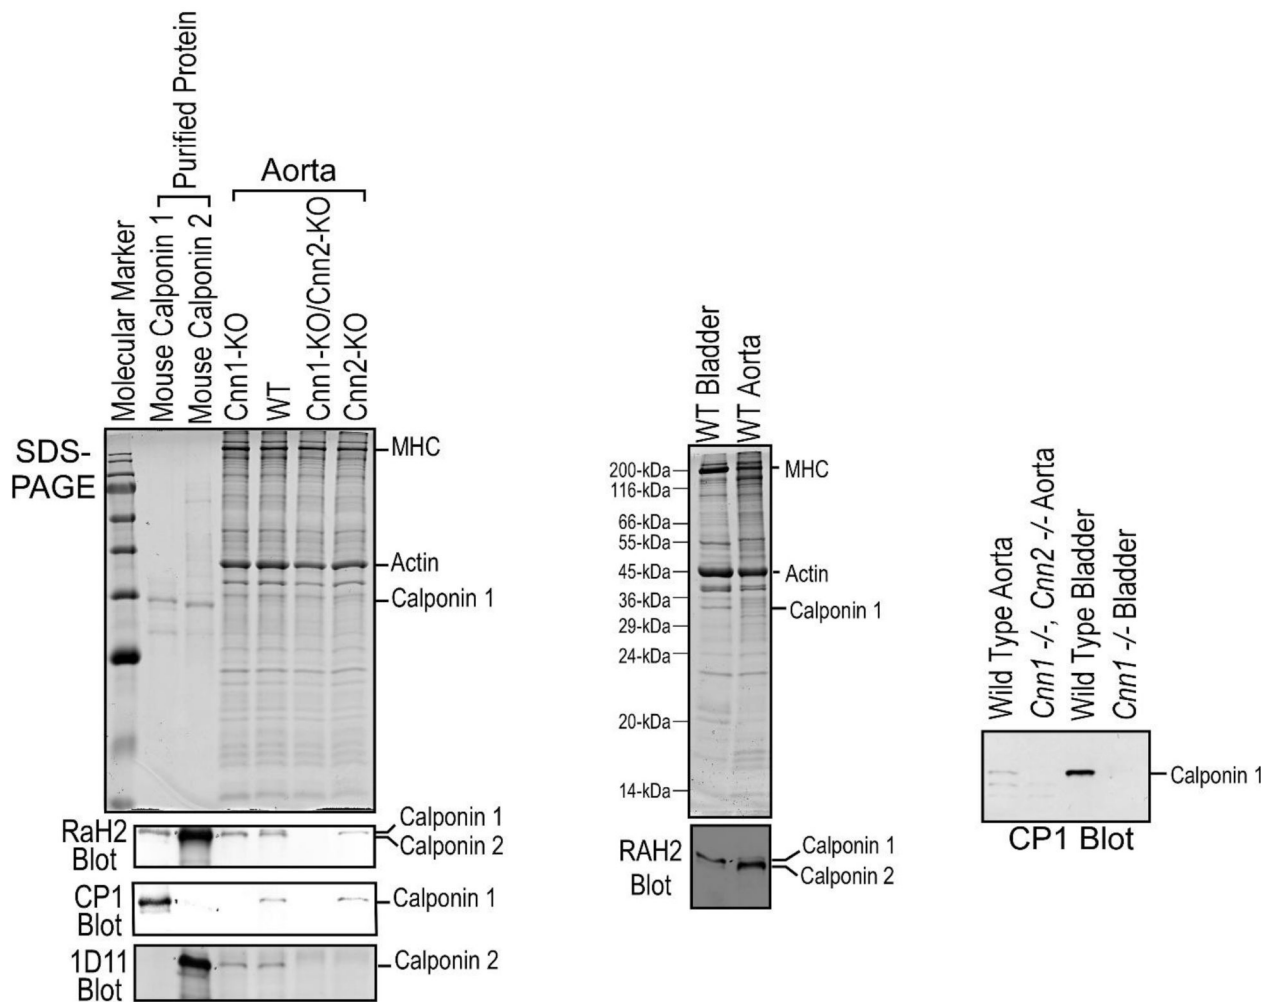 Purified Protein
Aorta
Molecular Marker
Mouse Calponin 1
Mouse Calponin 2
Cnn1-KO
WT
Cnn1-KO/Cnn2-KO
Cnn2-KO
SDS-
PAGE
MHC
Actin
Calponin 1
RaH2
Blot
Calponin 1
Calponin 2
CP1
Blot
Calponin 1
1D11
Blot
Calponin 2
WT Bladder
WT Aorta
200-kDa
116-kDa
66-kDa
55-kDa
45-kDa
36-kDa
29-kDa
24-kDa
20-kDa
14-kDa
MHC
Actin
Calponin 1
RAH2
Blot
Calponin 1
Calponin 2
Wild Type Aorta
Cnn1 -/-, Cnn2 -/- Aorta
Wild Type Bladder
Cnn1 -/- Bladder
Calponin 1
CP1 Blot